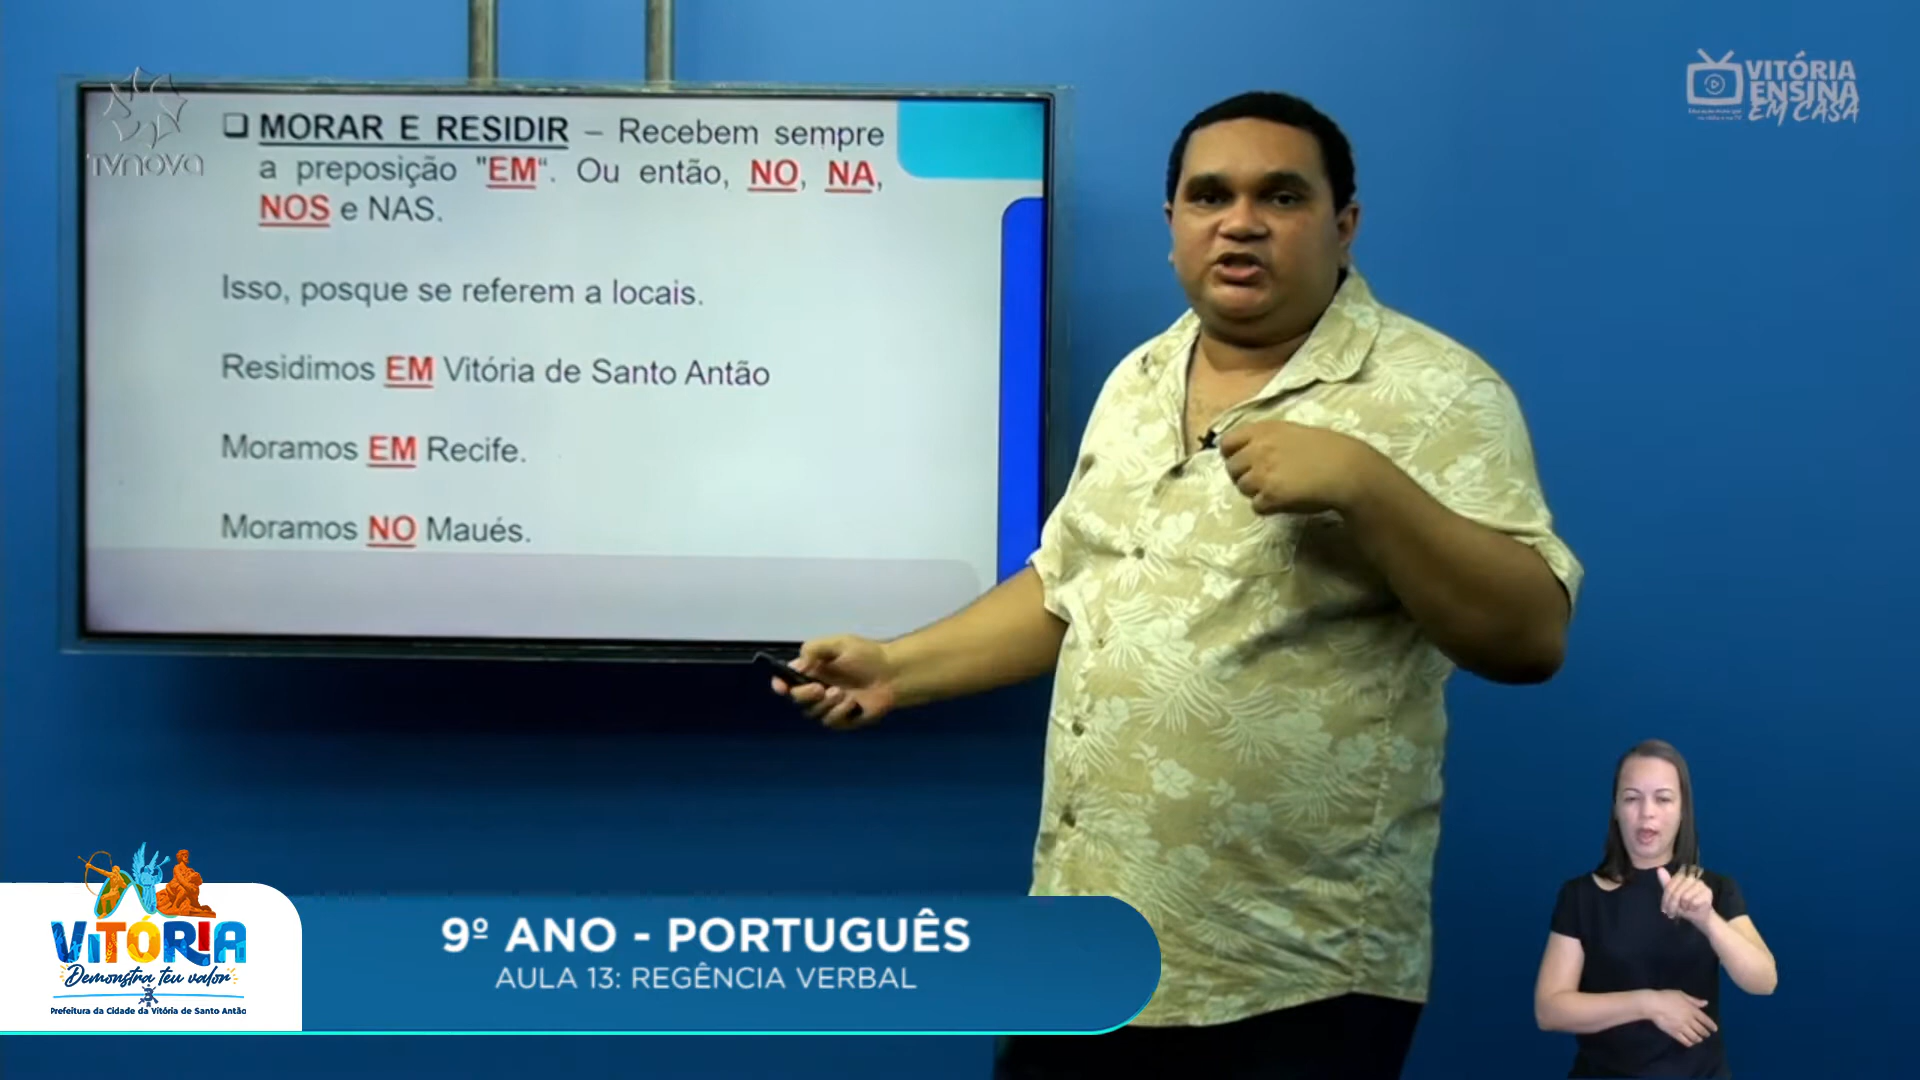 ❑ MORAR E RESIDIR – Recebem sempre
a preposição "EM“. Ou então, NO, NA,
NOS e NAS.
Isso, posque se referem a locais.
Residimos EM Vitória de Santo Antão
Moramos EM Recife.
Moramos NO Maués.
TVNOVA
VITÓRIA
ENSINA
EM CASA
VITÓRIA
Demonstra teu valor
Prefeitura da Cidade da Vitória de Santo Antão
9º ANO - PORTUGUÊS
AULA 13: REGÊNCIA VERBAL